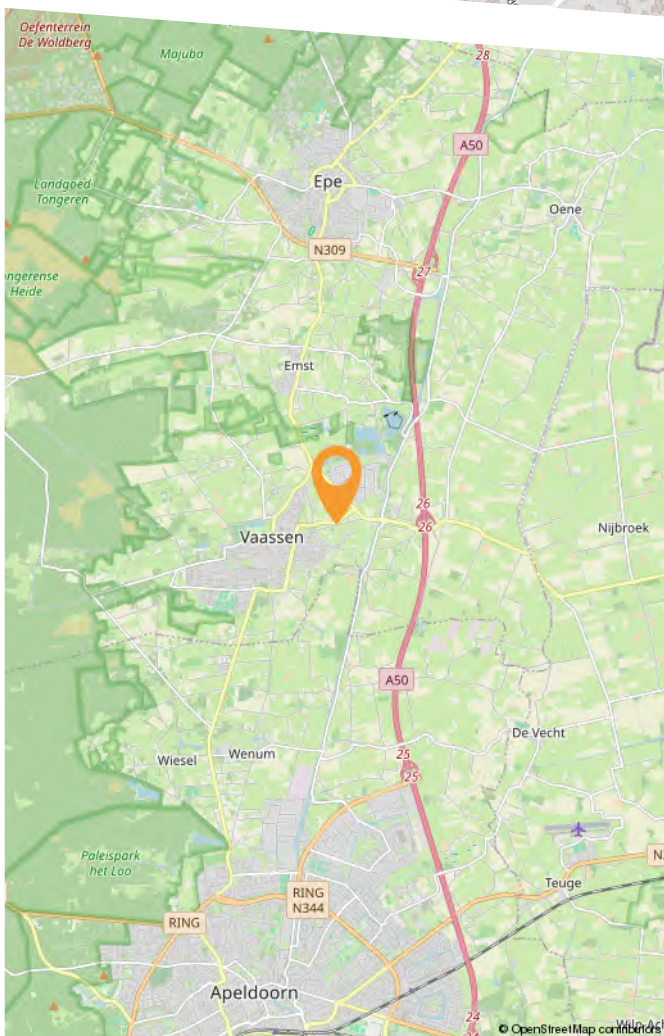 Oefenterrein
De Woldberg
Majuba
28
A50
Epe
Landgoed
Tongeren
Oene
N309
ngerense
Heide
27
Emst
26
26
Vaassen
Nijbroek
A50
De Vecht
Wiesel
Wenum
25
25
Paleispark
het Loo
Teuge
RING
N344
RING
Apeldoorn
24
© OpenStreetMap contributors